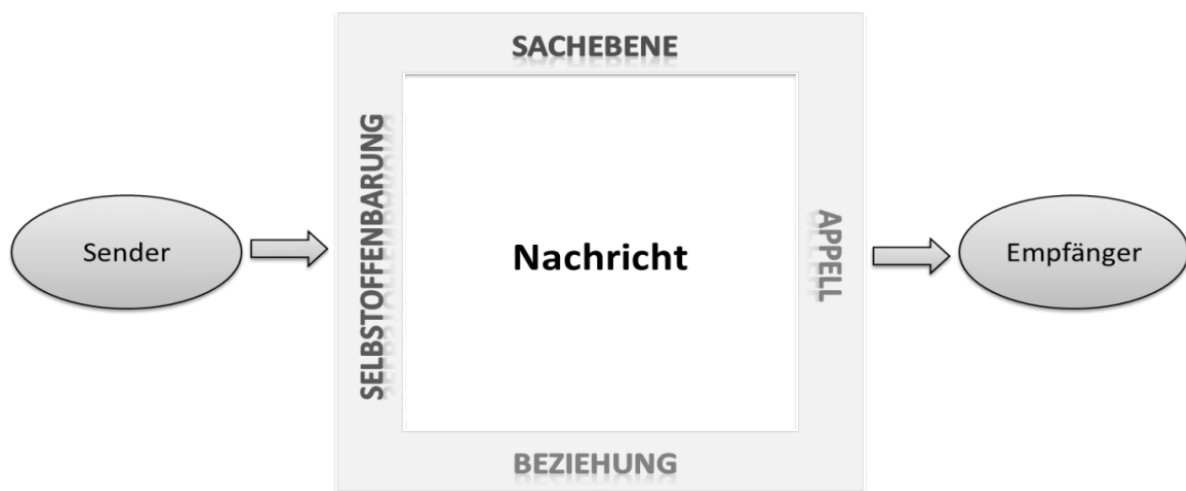 SACHEBENE
SELBSTOFFENBARUNG
Sender
Nachricht
APPELL
Empfänger
BEZIEHUNG